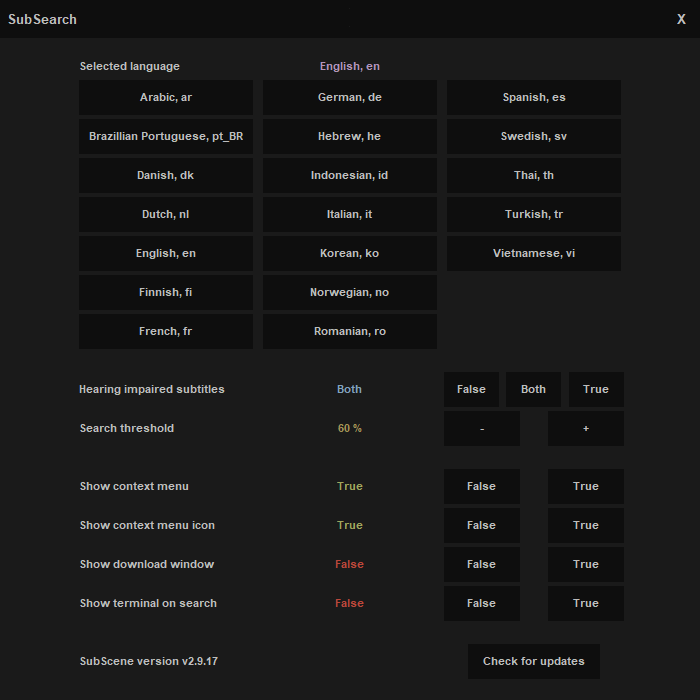 SubSearch X
Selected language English, en
Arabic, ar German, de Spanish, es
Brazillian Portuguese, pt_BR Hebrew, he Swedish, sv
Danish, dk Indonesian, id Thai, th
Dutch, nl Italian, it Turkish, tr
English, en Korean, ko Vietnamese, vi
Finnish, fi Norwegian, no
French, fr Romanian, ro
Hearing impaired subtitles Both False Both True
Search threshold 60 % - +
Show context menu True False True
Show context menu icon True False True
Show download window False False True
Show terminal on search False False True
SubScene version v2.9.17 Check for updates